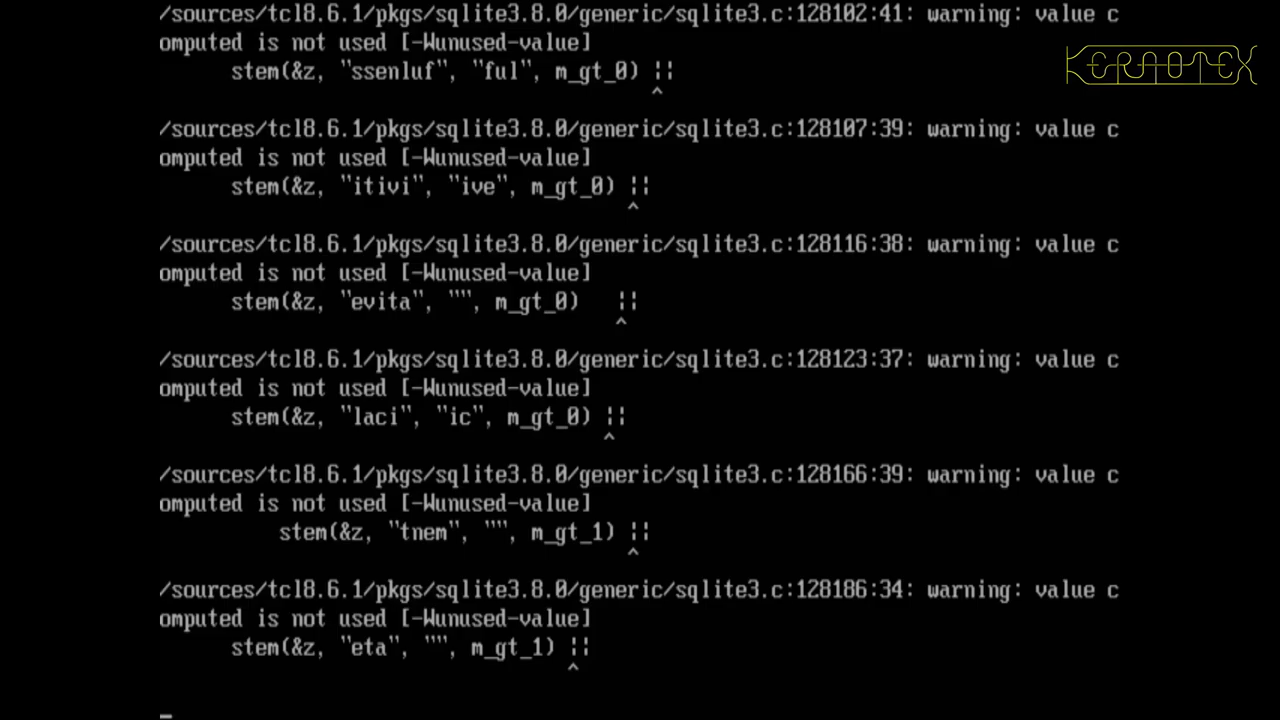 /sources/tcl8.6.1/pkgs/sqlite3.8.0/generic/sqlite3.c:128102:41: warning: value c
omputed is not used [-Wunused-value]
stem(&z, "ssenluf", "ful", m_gt_0) ||
^
KERAOTEX
/sources/tcl8.6.1/pkgs/sqlite3.8.0/generic/sqlite3.c:128107:39: warning: value c
omputed is not used [-Wunused-value]
stem(&z, "itivi", "ive", m_gt_0) ||
^
/sources/tcl8.6.1/pkgs/sqlite3.8.0/generic/sqlite3.c:128116:38: warning: value c
omputed is not used [-Wunused-value]
stem(&z, "evita", "", m_gt_0)   ||
^
/sources/tcl8.6.1/pkgs/sqlite3.8.0/generic/sqlite3.c:128123:37: warning: value c
omputed is not used [-Wunused-value]
stem(&z, "laci", "ic", m_gt_0) ||
^
/sources/tcl8.6.1/pkgs/sqlite3.8.0/generic/sqlite3.c:128166:39: warning: value c
omputed is not used [-Wunused-value]
stem(&z, "tnem", "", m_gt_1) ||
^
/sources/tcl8.6.1/pkgs/sqlite3.8.0/generic/sqlite3.c:128186:34: warning: value c
omputed is not used [-Wunused-value]
stem(&z, "eta", "", m_gt_1) ||
^